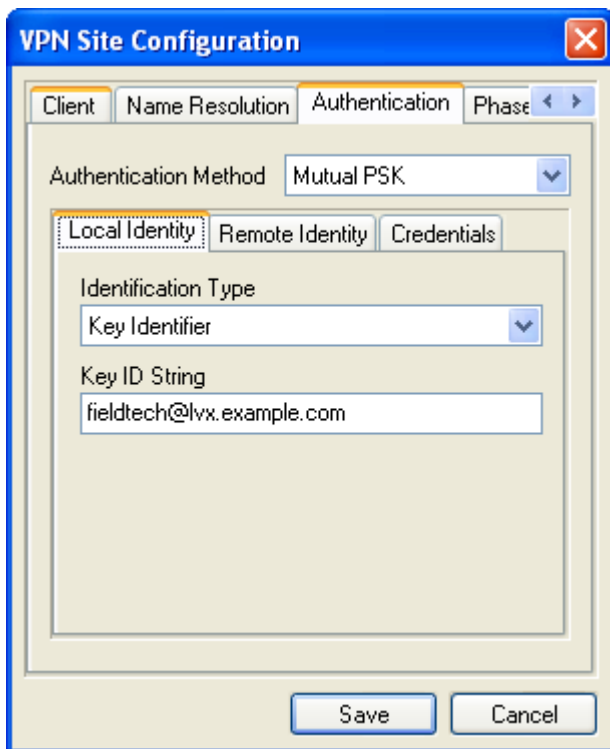 VPN Site Configuration
Client Name Resolution Authentication Phase
Authentication Method Mutual PSK
Local Identity Remote Identity Credentials
Identification Type
Key Identifier
Key ID String
fieldtech@lvx.example.com
Save Cancel